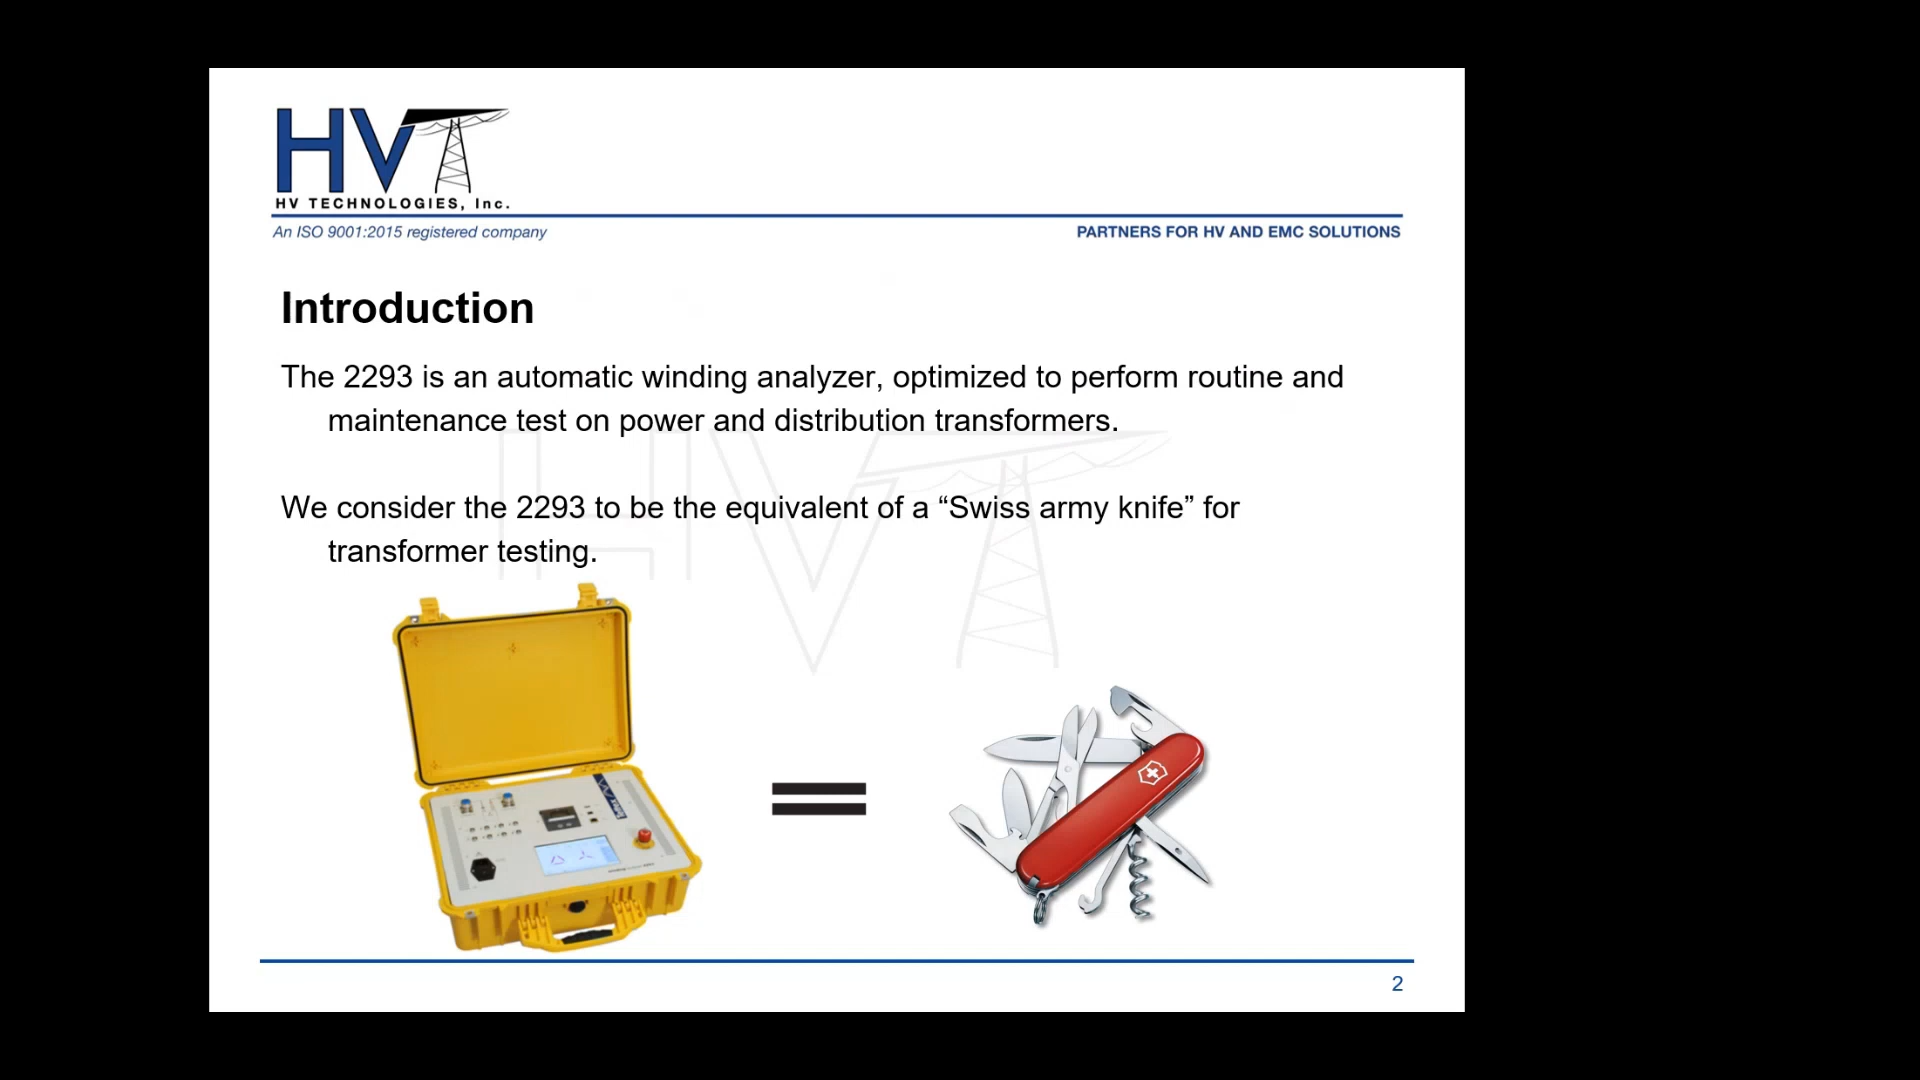 HVT
HV TECHNOLOGIES, Inc.
An ISO 9001:2015 registered company
PARTNERS FOR HV AND EMC SOLUTIONS
Introduction
The 2293 is an automatic winding analyzer, optimized to perform routine and
maintenance test on power and distribution transformers.
We consider the 2293 to be the equivalent of a “Swiss army knife” for
transformer testing.
2